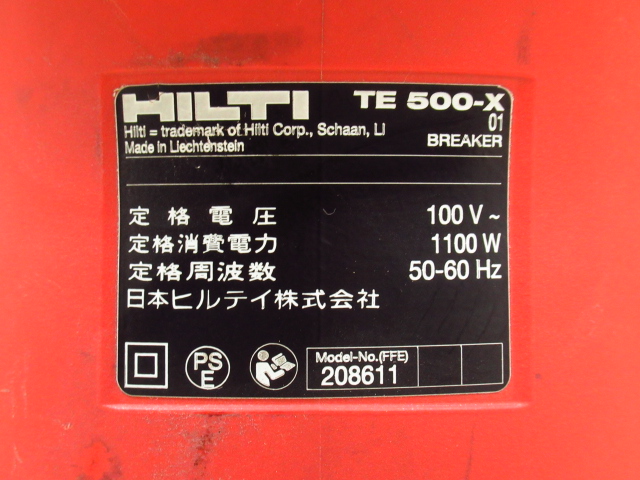 HILTI TE 500-X
Hilti = trademark of Hilti Corp., Schaan, LI 01
Made in Liechtenstein BREAKER
定格電圧 100 V ~
定格消費電力 1100 W
定格周波数 50-60 Hz
日本ヒルテイ株式会社
PS
E
Model-No.(FFE)
208611